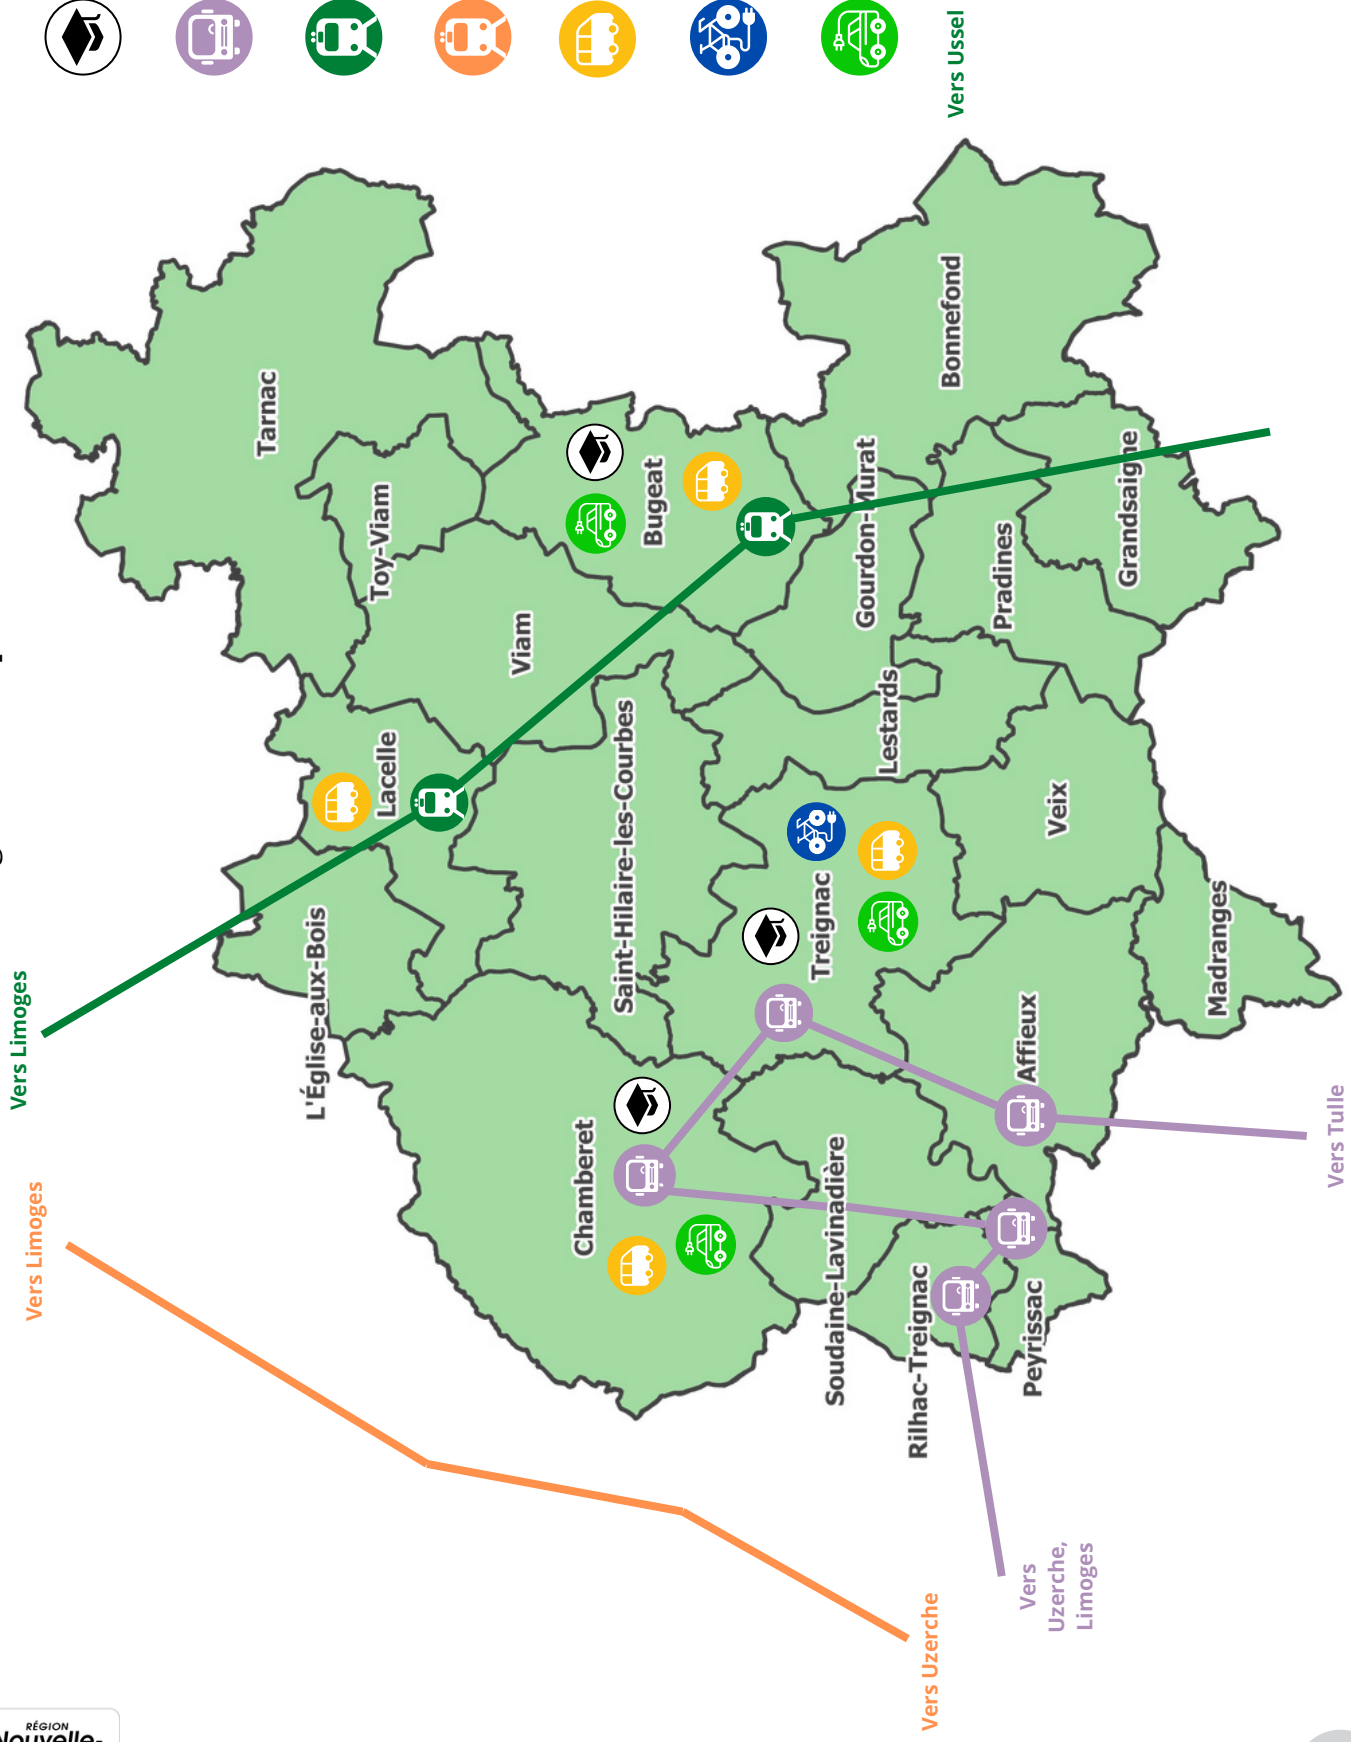 Vers Ussel
Tarnac
Bonnefond
Toy-Viam
Bugeat
Gourdon-Murat
Grandsaigne
Pradines
Viam
Lacelle
Saint-Hilaire-les-Courbes
Lestards
Veix
L'Église-aux-Bois
Treignac
Madranges
Affieux
Vers Limoges
Chamberet
Soudaine-Lavinadière
Rilhac-Treignac
Peyrissac
Vers Tulle
Vers Limoges
Vers Uzerche
Vers
Uzerche,
Limoges
RÉGION
Nouvelle-